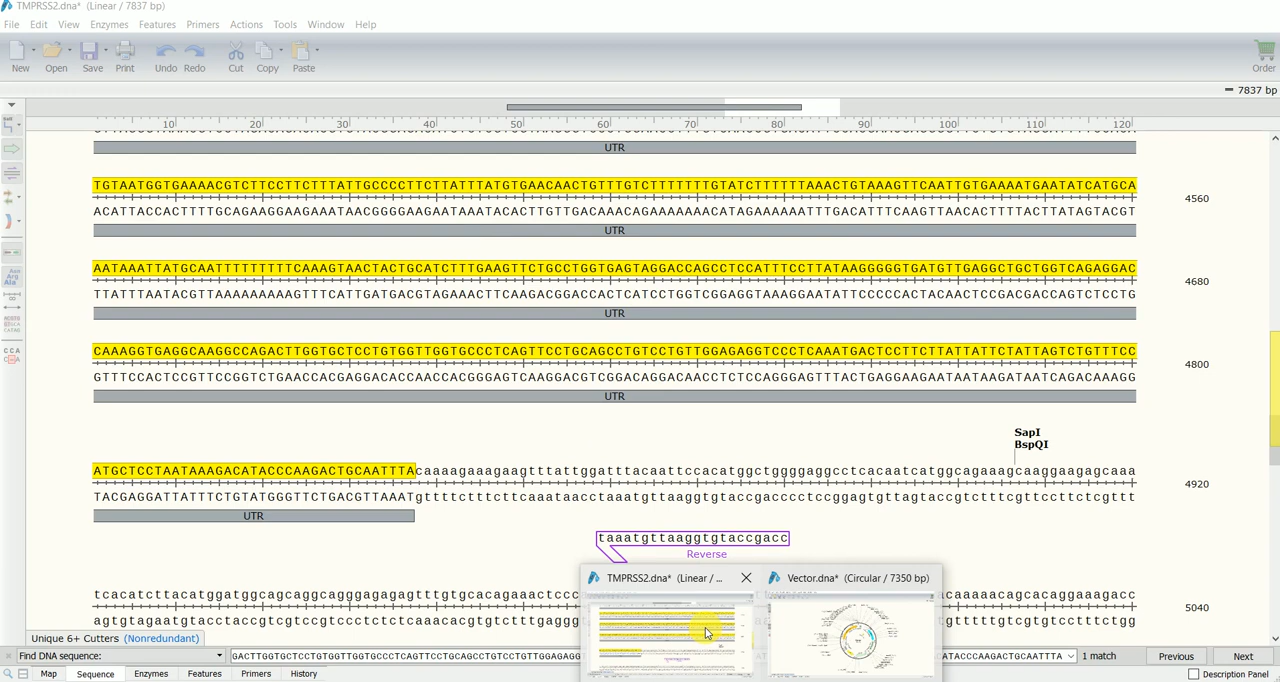 TMPRSS2.dna* (Linear / 7837 bp)
File Edit View Enzymes Features Primers Actions Tools Window Help
New Open Save Print Undo Redo Cut Copy Paste Order
7837 bp
10 20 30 40 50 60 70 80 90 100 110 120
UTR
TGTAATGGTGAAAACGTCTTCCTTCTTTATTGCCCCTTCTTATTTATGTGAACAACTGTTTGTCTTTTTTTGTATCTTTTTTAAACTGTAAAGTTCAATTGTGAAAATGAATATCATGCA
4560
ACATTACCACTTTTGCAGAAGGAAGAAATAACGGGGAAGAATAAATACACTTGTTGACAAACAGAAAAAAACATAGAAAAAATTTGACATTTCAAGTTAACACTTTTACTTATAGTACGT
UTR
AATAAATTATGCAATTTTTTTTTCAAAGTAACTACTGCATCTTTGAAGTTCTGCCTGGTGAGTAGGACCAGCCTCCATTTCCTTATAAGGGGGTGATGTTGAGGCTGCTGGTCAGAGGAC
4680
TTATTTAATACGTTAAAAAAAAAGTTTCATTGATGACGTAGAAACTTCAAGACGGACCACTCATCCTGGTCGGAGGTAAAGGAATATTCCCCCACTACAACTCCGACGACCAGTCTCCTG
UTR
CAAAGGTGAGGCAAGGCCAGACTTGGTGCTCCTGTGGTTGGTGCCCTCAGTTCCTGCAGCCTGTCCTGTTGGAGAGGTCCCTCAAATGACTCCTTCTTATTATTCTATTAGTCTGTTTCC
4800
GTTTCCACTCCGTTCCGGTCTGAACCACGAGGACACCAACCACGGGAGTCAAGGACGTCGGACAGGACAACCTCTCCAGGGAGTTTACTGAGGAAGAATAATAAGATAATCAGACAAAGG
UTR
SapI
BspQI
ATGCTCCTAATAAAGACATACCCAAGACTGCAATTTAcaaaagaaagaagtttattggatttacaattccacatggctggggaggcctcacaatcatggcagaaagcaaggaagagcaaa
4920
TACGAGGATTATTTCTGTATGGGTTCTGACGTTAAATgttttctttcttcaaataacctaaatgttaaggtgtaccgacccctccggagtgttagtaccgtctttcgttccttctcgttt
UTR
taaatgttaaggtgtaccgacc
Reverse
TMPRSS2.dna* (Linear / ...
Vector.dna* (Circular / 7350 bp)
5040
Unique 6+ Cutters (Nonredundant)
Find DNA sequence:
1 match Previous Next
Map Sequence Enzymes Features Primers History Description Panel